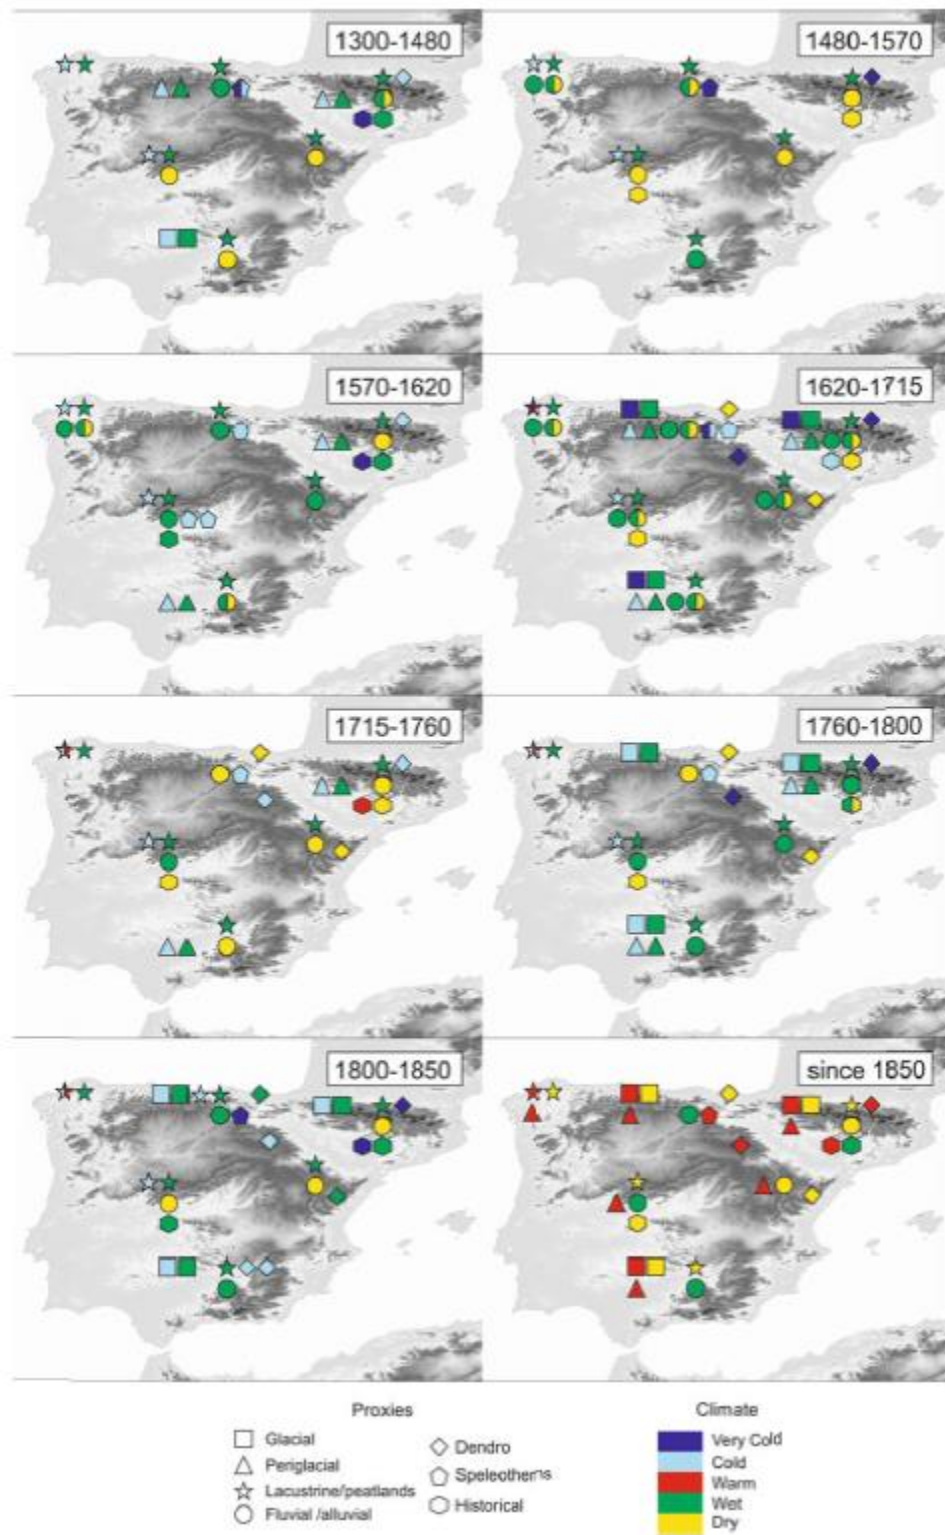 1300-1480
1480-1570
1570-1620
1620-1715
1715-1760
1760-1800
1800-1850
since 1850
Proxies
Glacial
Periglacial
Lacustrine/peatlands
Fluvial /alluvial
Dendro
Speleothems
Historical
Climate
Very Cold
Cold
Warm
Wet
Dry